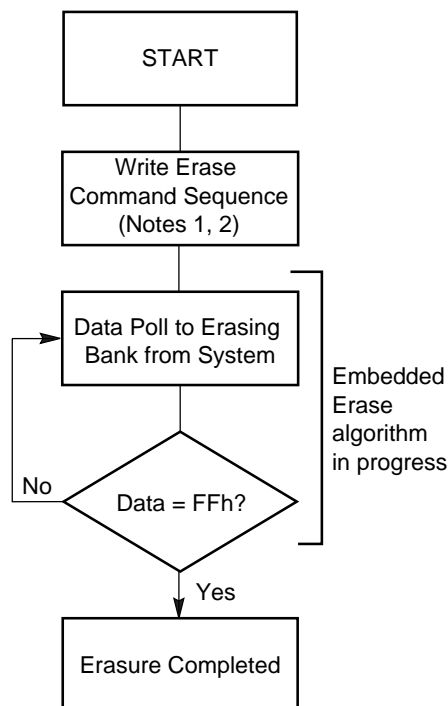 START
Write Erase
Command Sequence
(Notes 1, 2)
Data Poll to Erasing
Bank from System
Embedded
Erase
algorithm
in progress
No
Data = FFh?
Yes
Erasure Completed